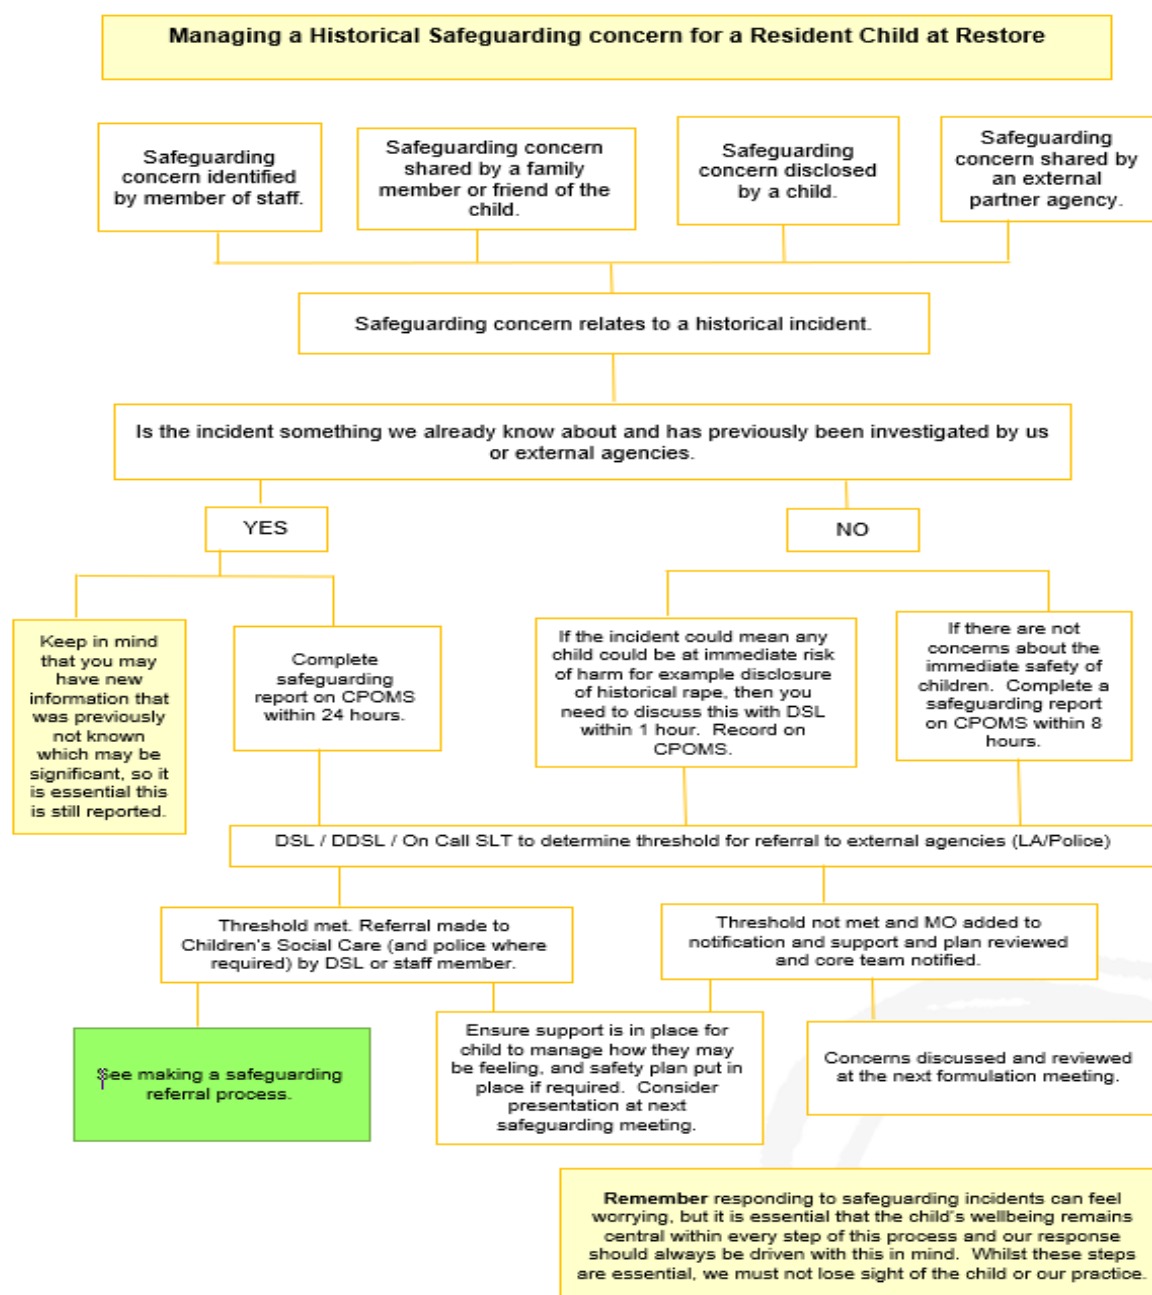 Managing a Historical Safeguarding concern for a Resident Child at Restore
Safeguarding
concern identified
by member of staff.
Safeguarding concern
shared by a family
member or friend of the
child.
Safeguarding
concern disclosed
by a child.
Safeguarding
concern shared by
an external
partner agency.
Safeguarding concern relates to a historical incident.
Is the incident something we already know about and has previously been investigated by us
or external agencies.
YES
NO
Keep in mind
that you may
have new
information that
was previously
not known
which may be
significant, so it
is essential this
is still reported.
Complete
safeguarding
report on CPOMS
within 24 hours.
If the incident could mean any
child could be at immediate risk
of harm for example disclosure
of historical rape, then you
need to discuss this with DSL
within 1 hour. Record on
CPOMS.
If there are not
concerns about the
immediate safety of
children. Complete a
safeguarding report
on CPOMS within 8
hours.
DSL / DDSL / On Call SLT to determine threshold for referral to external agencies (LA/Police)
Threshold met. Referral made to
Children's Social Care (and police where
required) by DSL or staff member.
Threshold not met and MO added to
notification and support and plan reviewed
and core team notified.
See making a safeguarding
referral process.
Ensure support is in place for
child to manage how they may
be feeling, and safety plan put in
place if required. Consider
presentation at next
safeguarding meeting.
Concerns discussed and reviewed
at the next formulation meeting.
Remember responding to safeguarding incidents can feel
worrying, but it is essential that the child's wellbeing remains
central within every step of this process and our response
should always be driven with this in mind. Whilst these steps
are essential, we must not lose sight of the child or our practice.